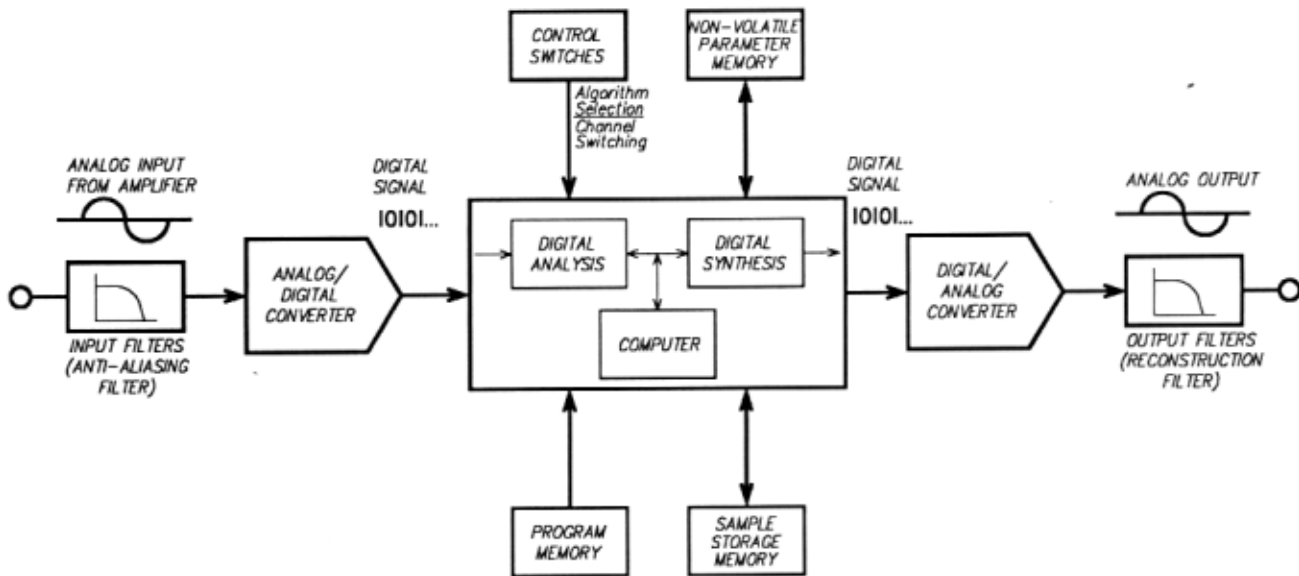 CONTROL
SWITCHES
NON-VOLATILE
PARAMETER
MEMORY
Algorithm
Selection
Channel
Switching
ANALOG INPUT
FROM AMPLIFIER
DIGITAL
SIGNAL
10101...
DIGITAL
SIGNAL
10101...
ANALOG OUTPUT
ANALOG/
DIGITAL
CONVERTER
DIGITAL
ANALYSIS
DIGITAL
SYNTHESIS
COMPUTER
DIGITAL/
ANALOG
CONVERTER
INPUT FILTERS
(ANTI-ALIASING
FILTER)
OUTPUT FILTERS
(RECONSTRUCTION
FILTER)
PROGRAM
MEMORY
SAMPLE
STORAGE
MEMORY